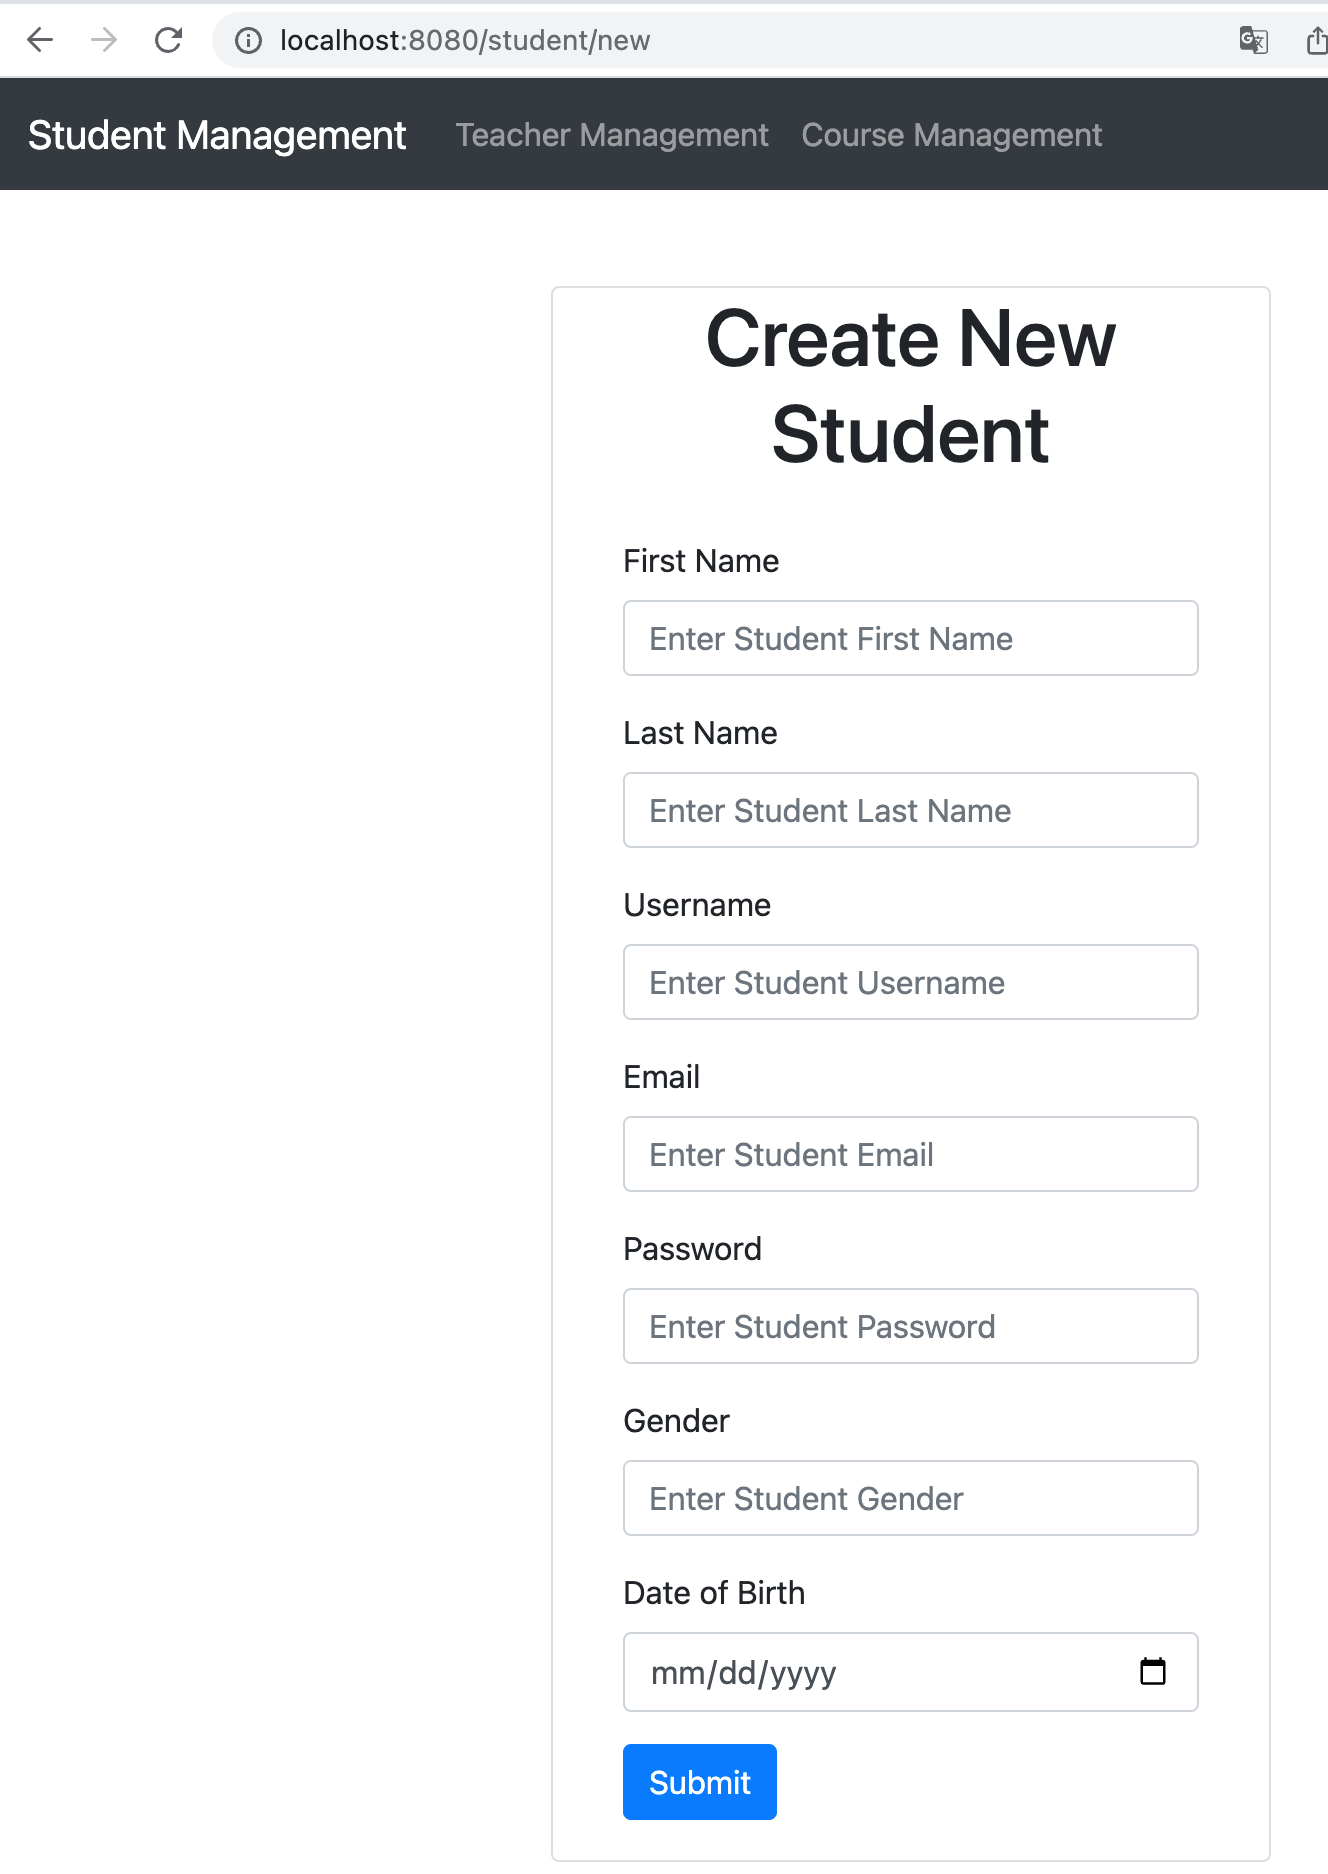 localhost:8080/student/new
Student Management Teacher Management Course Management
Create New
Student
First Name
Enter Student First Name
Last Name
Enter Student Last Name
Username
Enter Student Username
Email
Enter Student Email
Password
Enter Student Password
Gender
Enter Student Gender
Date of Birth
mm/dd/yyyy
Submit